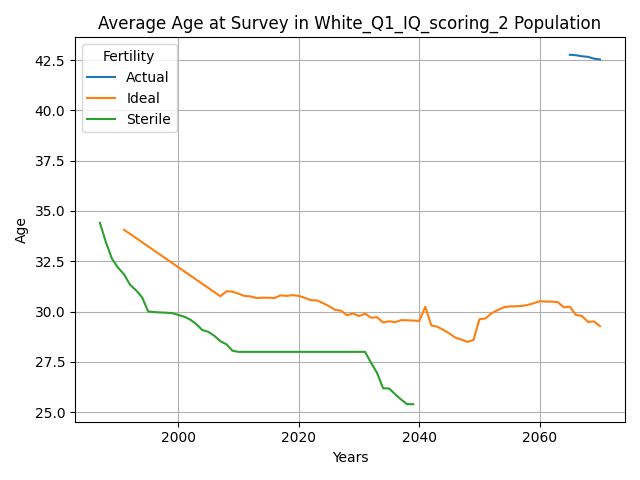 Average Age at Survey in White_Q1_IQ_scoring_2 Population
Fertility
Actual
Ideal
Sterile
42.5
40.0
37.5
35.0
32.5
30.0
27.5
25.0
Age
2000 2020 2040 2060
Years